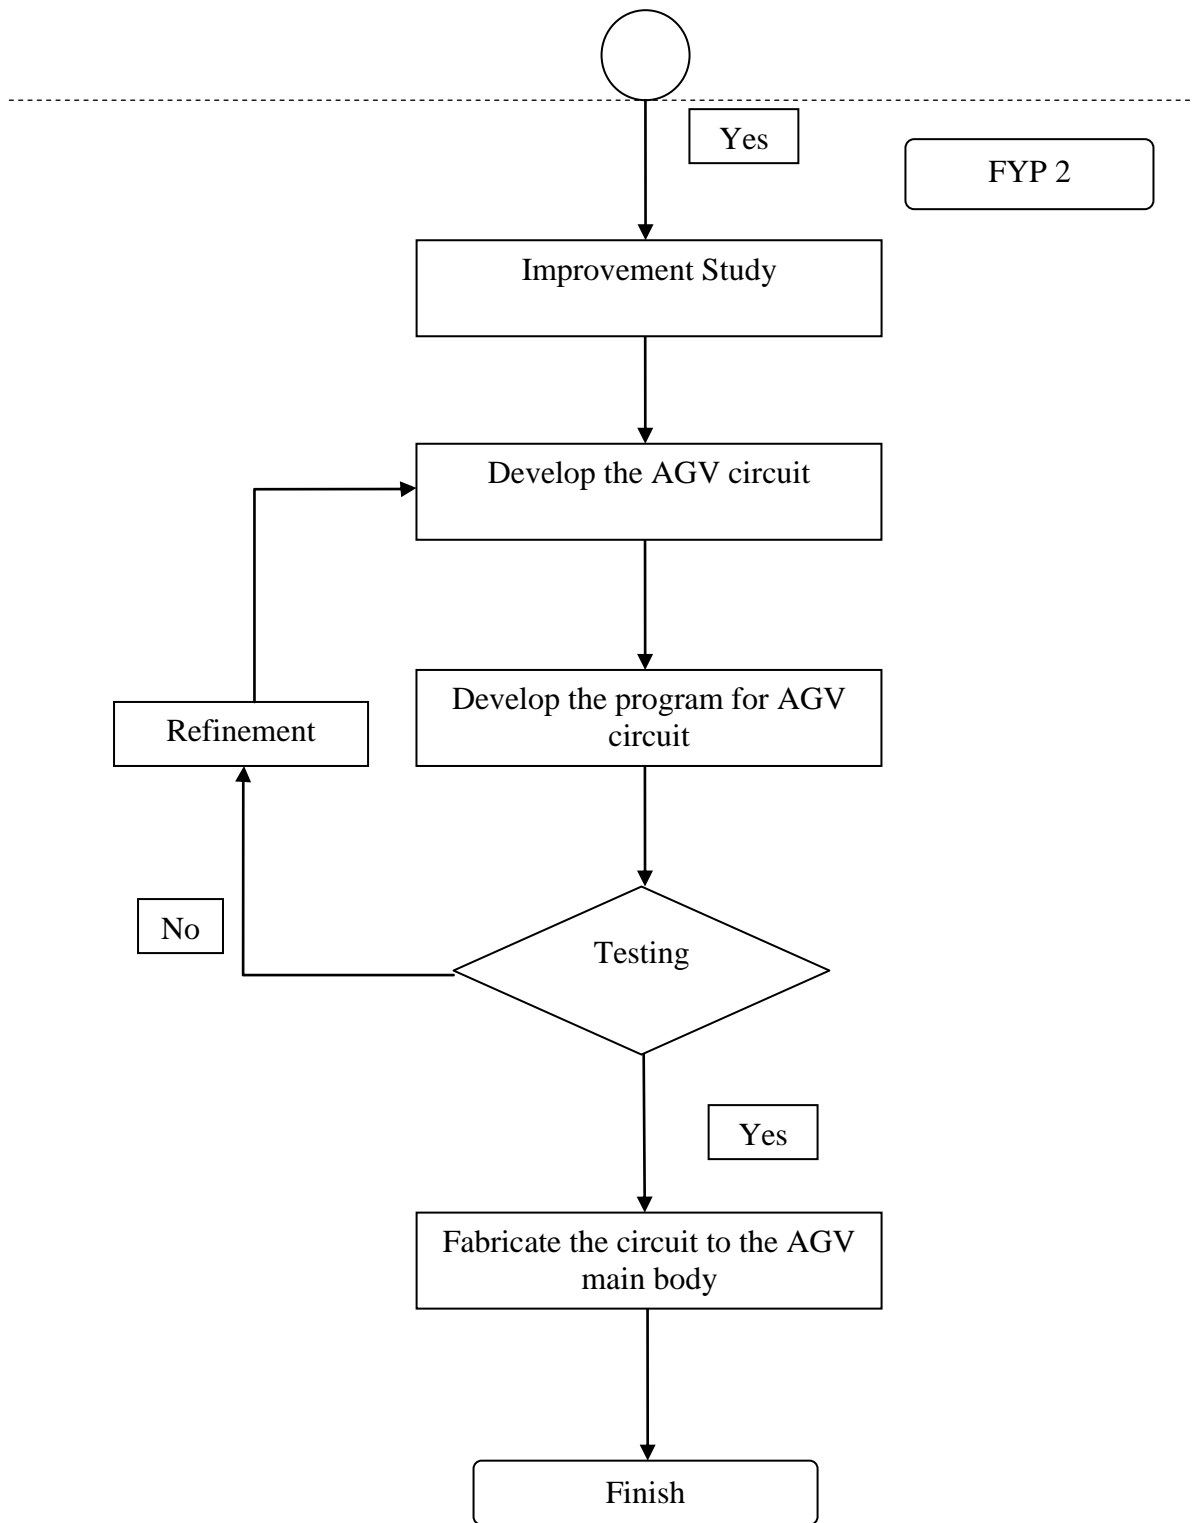 Yes
FYP 2
Improvement Study
Develop the AGV circuit
Develop the program for AGV
circuit
Refinement
No
Testing
Yes
Fabricate the circuit to the AGV
main body
Finish